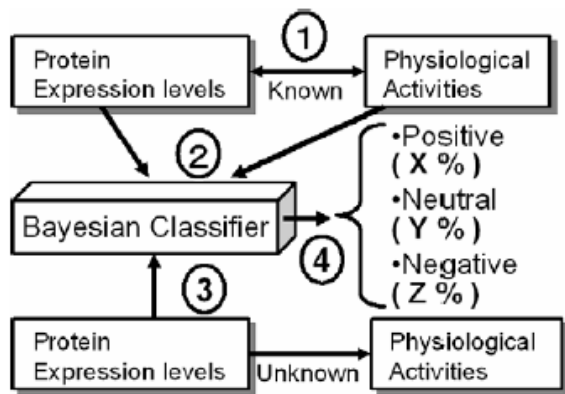 Protein
Expression levels
1
Known
Physiological
Activities
2
Bayesian Classifier
4
•Positive
( X %)
•Neutral
( Y %)
•Negative
( Z %)
3
Protein
Expression levels
Unknown
Physiological
Activities